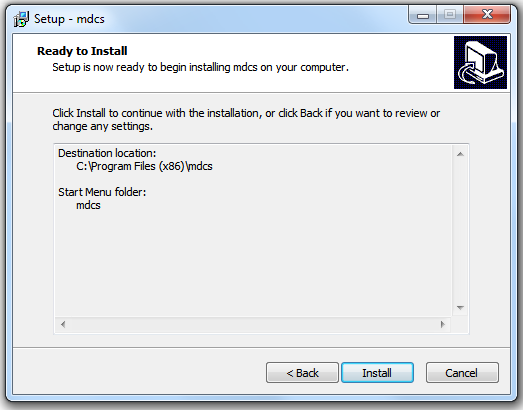 Setup - mdcs
Ready to Install
Setup is now ready to begin installing mdcs on your computer.
Click Install to continue with the installation, or click Back if you want to review or
change any settings.
Destination location:
C:\Program Files (x86)\mdcs
Start Menu folder:
mdcs
< Back
Install
Cancel